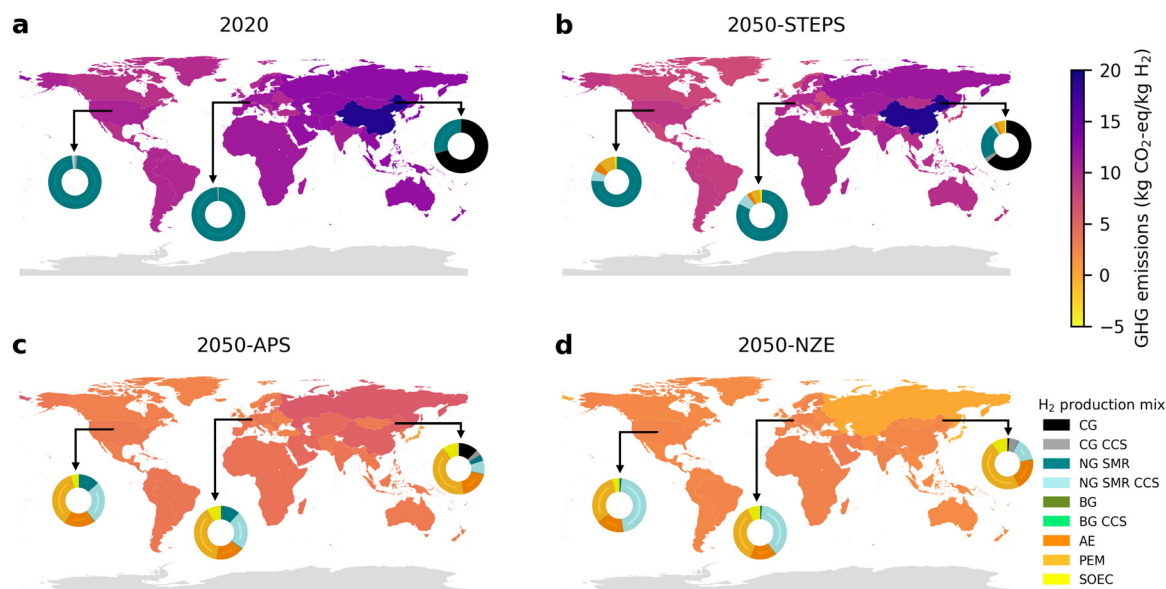 a
2020
b
2050-STEPS
20
15
10
5
0
−5
GHG emissions (kg CO₂-eq/kg H₂)
c
2050-APS
d
2050-NZE
H₂ production mix
CG
CG CCS
NG SMR
NG SMR CCS
BG
BG CCS
AE
PEM
SOEC